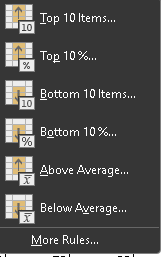 Top 10 Items...
Top 10 %...
Bottom 10 Items...
Bottom 10 %...
Above Average...
Below Average...
More Rules...